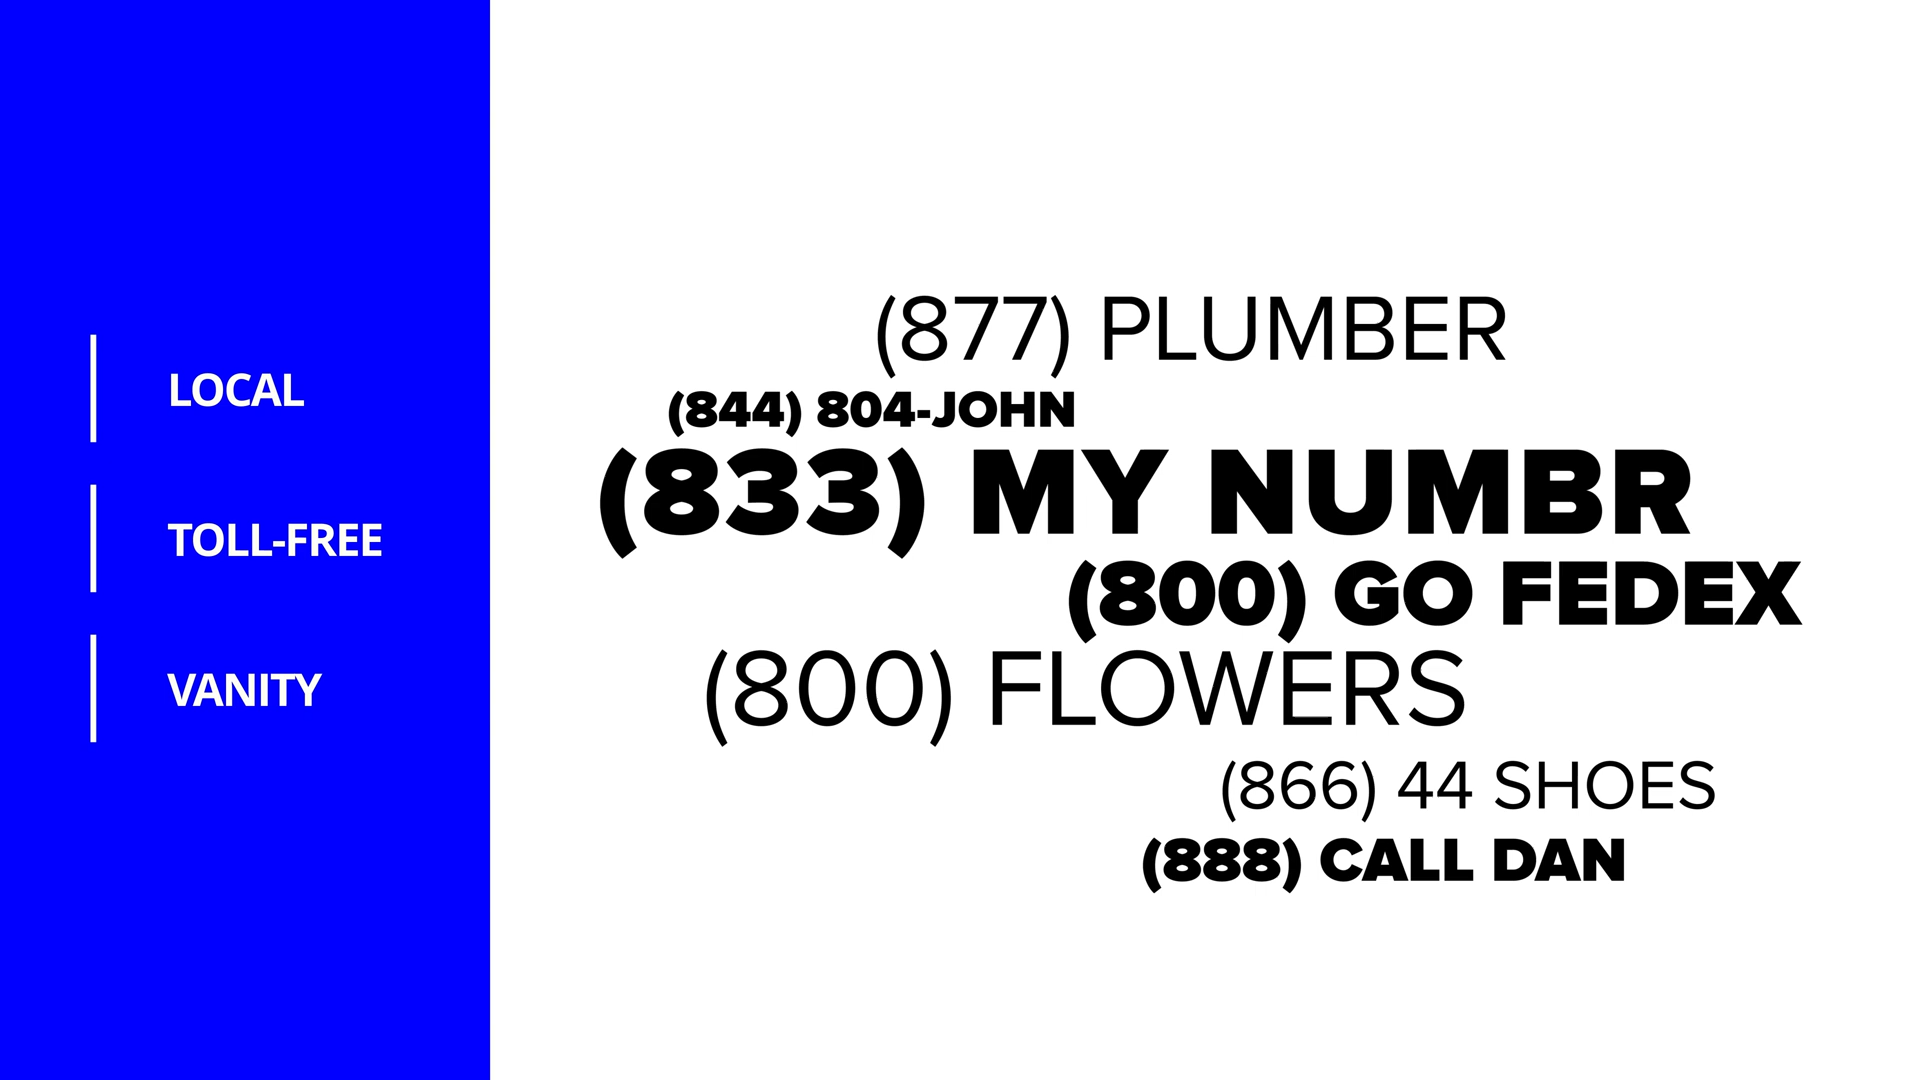 LOCAL
TOLL-FREE
VANITY
(877) PLUMBER
(844) 804-JOHN
(833) MY NUMBR
(800) GO FEDEX
(800) FLOWERS
(866) 44 SHOES
(888) CALL DAN